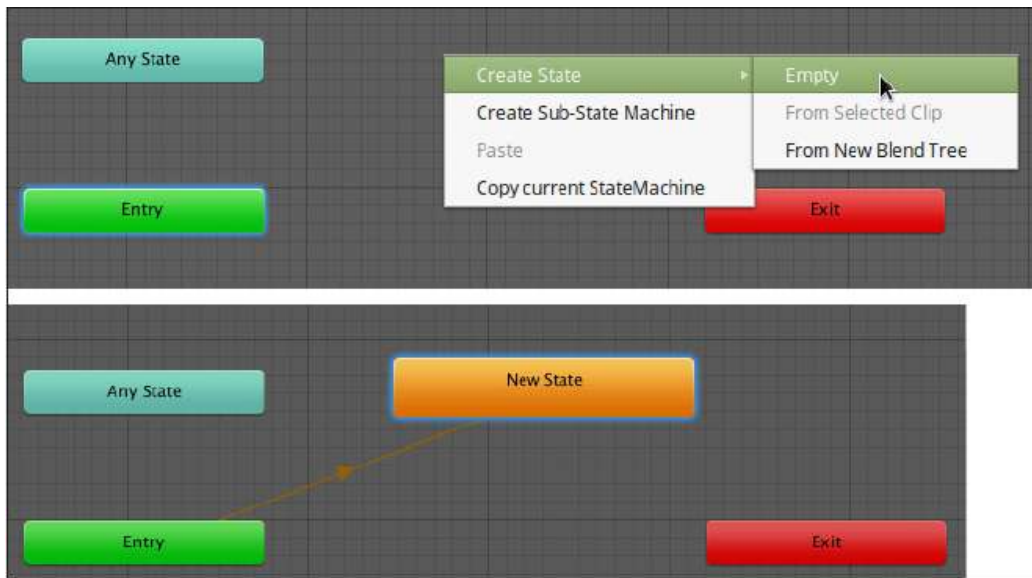 Any State
Create State
Empty
Create Sub-State Machine
From Selected Clip
Paste
From New Blend Tree
Copy current StateMachine
Entry
Exit
Any State
New State
Entry
Exit